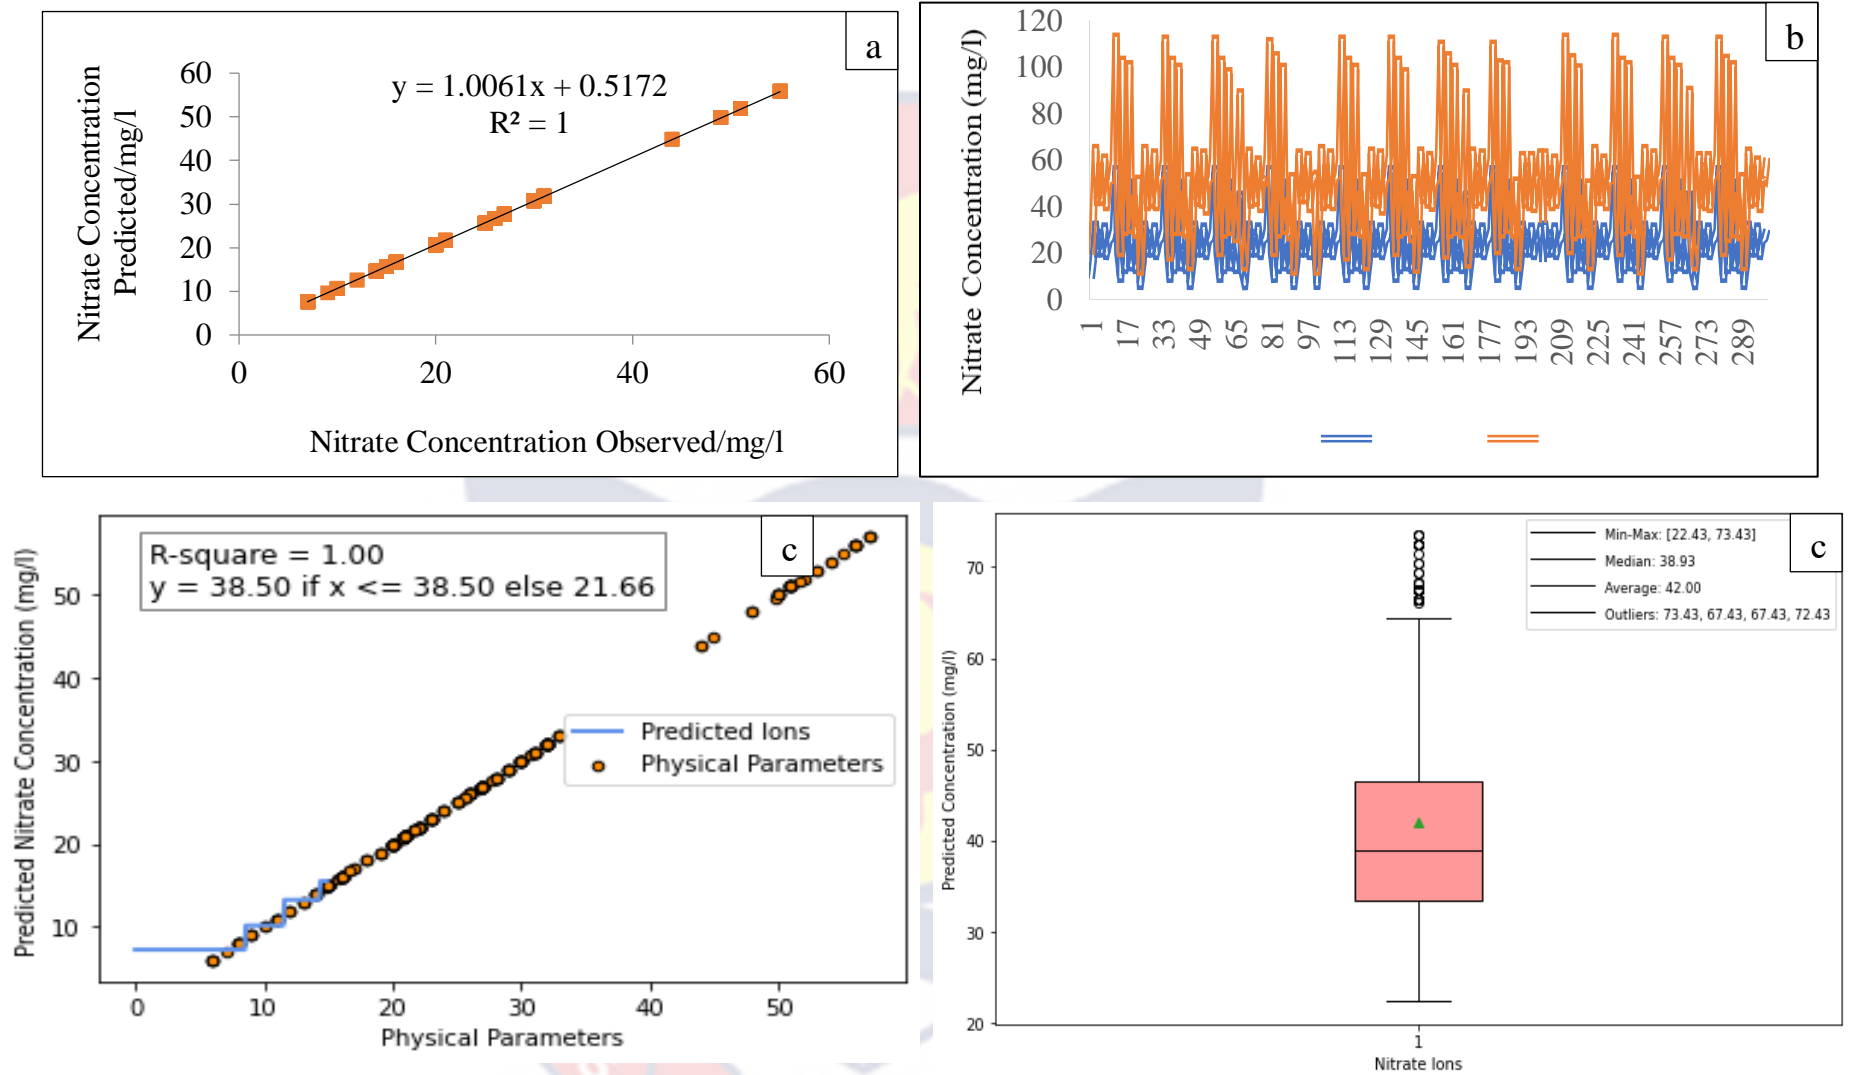 a
Nitrate Concentration
Predicted/mg/l
y = 1.0061x + 0.5172
R² = 1
60
50
40
30
20
10
0
0 20 40 60
Nitrate Concentration Observed/mg/l
b
Nitrate Concentration (mg/l)
120
100
80
60
40
20
0
1 17 33 49 65 81 97 113 129 145 161 177 193 209 225 241 257 273 289
c
R-square = 1.00
y = 38.50 if x <= 38.50 else 21.66
Predicted Nitrate Concentration (mg/l)
50
40
30
20
10
Predicted Ions
Physical Parameters
0 10 20 30 40 50
Physical Parameters
c
Min-Max: [22.43, 73.43]
Median: 38.93
Average: 42.00
Outliers: 73.43, 67.43, 67.43, 72.43
Predicted Concentration (mg/l)
70
60
50
40
30
20
1
Nitrate Ions